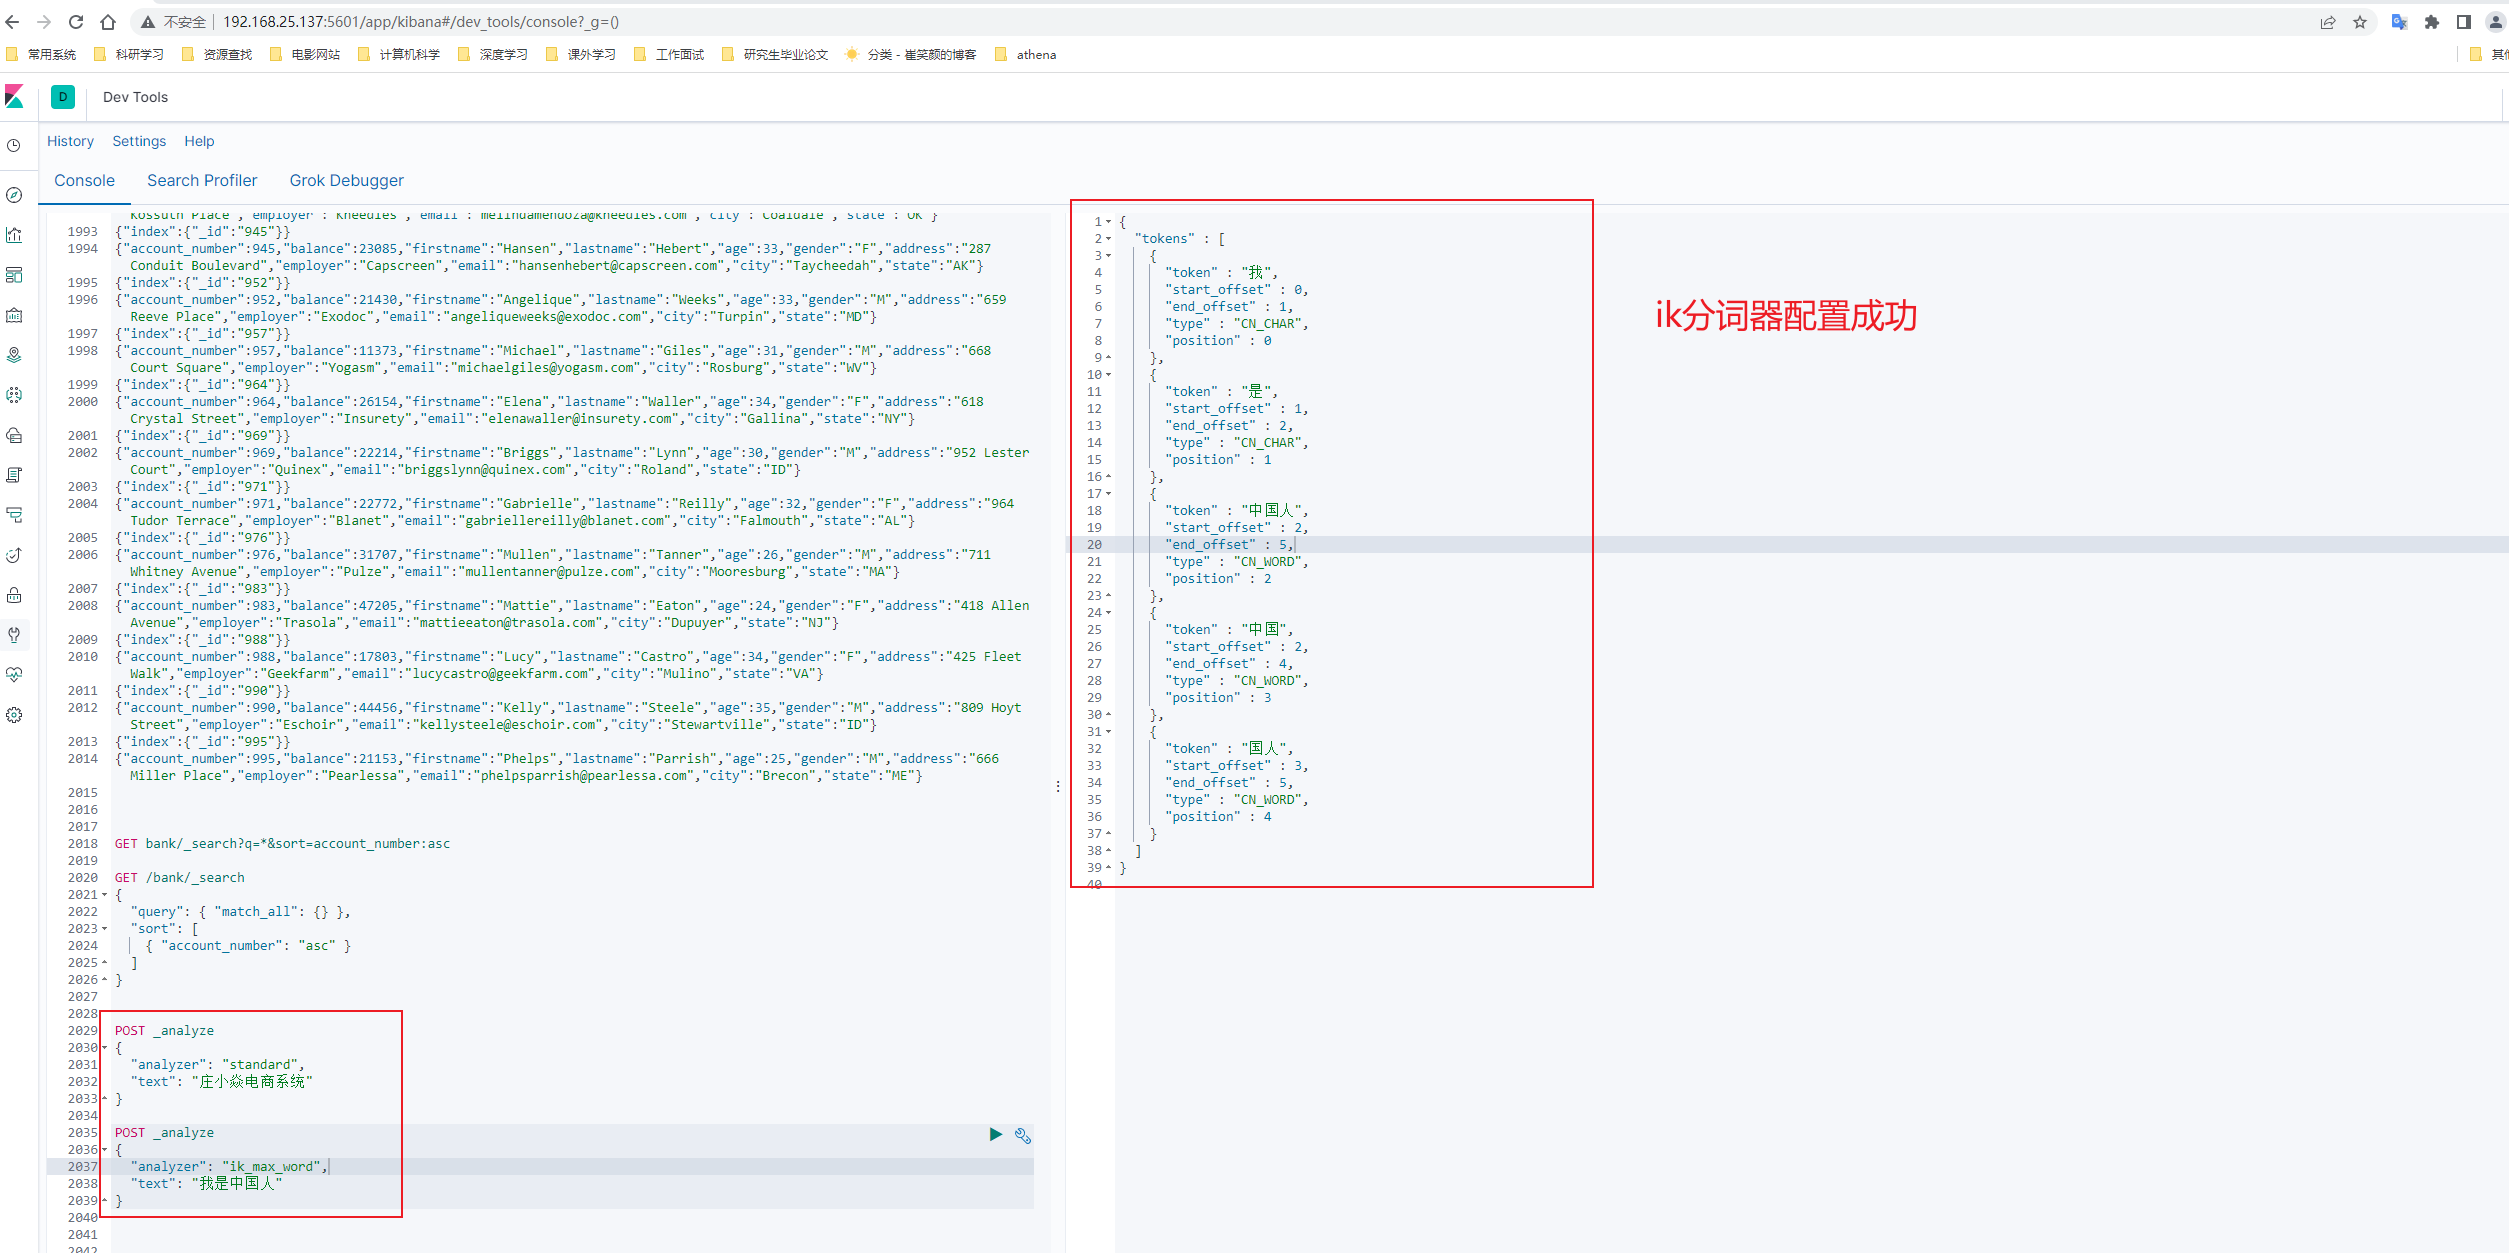 不安全 192.168.25.137:5601/app/kibana#/dev_tools/console?_g=()
常用系统 科研学习 资源查找 电影网站 计算机科学 深度学习 课外学习 工作面试 研究生毕业论文 分类 - 崔笑颜的博客 athena
D Dev Tools
History Settings Help
Console Search Profiler Grok Debugger
Kossuth Place","employer":"Kneedles","email":"melindamendoza@kneedles.com","city":"Coaldale","state":"OK"}
1993 {"index":{"_id":"945"}}
1994 {"account_number":945,"balance":23085,"firstname":"Hansen","lastname":"Hebert","age":33,"gender":"F","address":"287
Conduit Boulevard","employer":"Capscreen","email":"hansenhebert@capscreen.com","city":"Taycheedah","state":"AK"}
1995 {"index":{"_id":"952"}}
1996 {"account_number":952,"balance":21430,"firstname":"Angelique","lastname":"Weeks","age":33,"gender":"M","address":"659
Reeve Place","employer":"Exodoc","email":"angeliqueweeks@exodoc.com","city":"Turpin","state":"MD"}
1997 {"index":{"_id":"957"}}
1998 {"account_number":957,"balance":11373,"firstname":"Michael","lastname":"Giles","age":31,"gender":"M","address":"668
Court Square","employer":"Yogasm","email":"michaelgiles@yogasm.com","city":"Rosburg","state":"WV"}
1999 {"index":{"_id":"964"}}
2000 {"account_number":964,"balance":26154,"firstname":"Elena","lastname":"Waller","age":34,"gender":"F","address":"618
Crystal Street","employer":"Insurety","email":"elenawaller@insurety.com","city":"Gallina","state":"NY"}
2001 {"index":{"_id":"969"}}
2002 {"account_number":969,"balance":22214,"firstname":"Briggs","lastname":"Lynn","age":30,"gender":"M","address":"952 Lester
Court","employer":"Quinex","email":"briggslynn@quinex.com","city":"Roland","state":"ID"}
2003 {"index":{"_id":"971"}}
2004 {"account_number":971,"balance":22772,"firstname":"Gabrielle","lastname":"Reilly","age":32,"gender":"F","address":"964
Tudor Terrace","employer":"Blanet","email":"gabriellereilly@blanet.com","city":"Falmouth","state":"AL"}
2005 {"index":{"_id":"976"}}
2006 {"account_number":976,"balance":31707,"firstname":"Mullen","lastname":"Tanner","age":26,"gender":"M","address":"711
Whitney Avenue","employer":"Pulze","email":"mullentanner@pulze.com","city":"Mooresburg","state":"MA"}
2007 {"index":{"_id":"983"}}
2008 {"account_number":983,"balance":47205,"firstname":"Mattie","lastname":"Eaton","age":24,"gender":"F","address":"418 Allen
Avenue","employer":"Trasola","email":"mattieeaton@trasola.com","city":"Dupuyer","state":"NJ"}
2009 {"index":{"_id":"988"}}
2010 {"account_number":988,"balance":17803,"firstname":"Lucy","lastname":"Castro","age":34,"gender":"F","address":"425 Fleet
Walk","employer":"Geekfarm","email":"lucycastro@geekfarm.com","city":"Mulino","state":"VA"}
2011 {"index":{"_id":"990"}}
2012 {"account_number":990,"balance":44456,"firstname":"Kelly","lastname":"Steele","age":35,"gender":"M","address":"809 Hoyt
Street","employer":"Eschoir","email":"kellysteele@eschoir.com","city":"Stewartville","state":"ID"}
2013 {"index":{"_id":"995"}}
2014 {"account_number":995,"balance":21153,"firstname":"Phelps","lastname":"Parrish","age":25,"gender":"M","address":"666
Miller Place","employer":"Pearlessa","email":"phelpsparrish@pearlessa.com","city":"Brecon","state":"ME"}
2015
2016
2017
2018 GET bank/_search?q=*&sort=account_number:asc
2019
2020 GET /bank/_search
2021 {
2022 "query": { "match_all": {} },
2023 "sort": [
2024 { "account_number": "asc" }
2025 ]
2026 }
2027
2028
2029 POST _analyze
2030 {
2031 "analyzer": "standard",
2032 "text": "庄小焱电商系统"
2033 }
2034
2035 POST _analyze
2036 {
2037 "analyzer": "ik_max_word",
2038 "text": "我是中国人"
2039 }
2040
2041
2042
1 {
2 "tokens" : [
3 {
4 "token" : "我",
5 "start_offset" : 0,
6 "end_offset" : 1,
7 "type" : "CN_CHAR",
8 "position" : 0
9 },
10 {
11 "token" : "是",
12 "start_offset" : 1,
13 "end_offset" : 2,
14 "type" : "CN_CHAR",
15 "position" : 1
16 },
17 {
18 "token" : "中国人",
19 "start_offset" : 2,
20 "end_offset" : 5,
21 "type" : "CN_WORD",
22 "position" : 2
23 },
24 {
25 "token" : "中国",
26 "start_offset" : 2,
27 "end_offset" : 4,
28 "type" : "CN_WORD",
29 "position" : 3
30 },
31 {
32 "token" : "国人",
33 "start_offset" : 3,
34 "end_offset" : 5,
35 "type" : "CN_WORD",
36 "position" : 4
37 }
38 ]
39 }
40
ik分词器配置成功